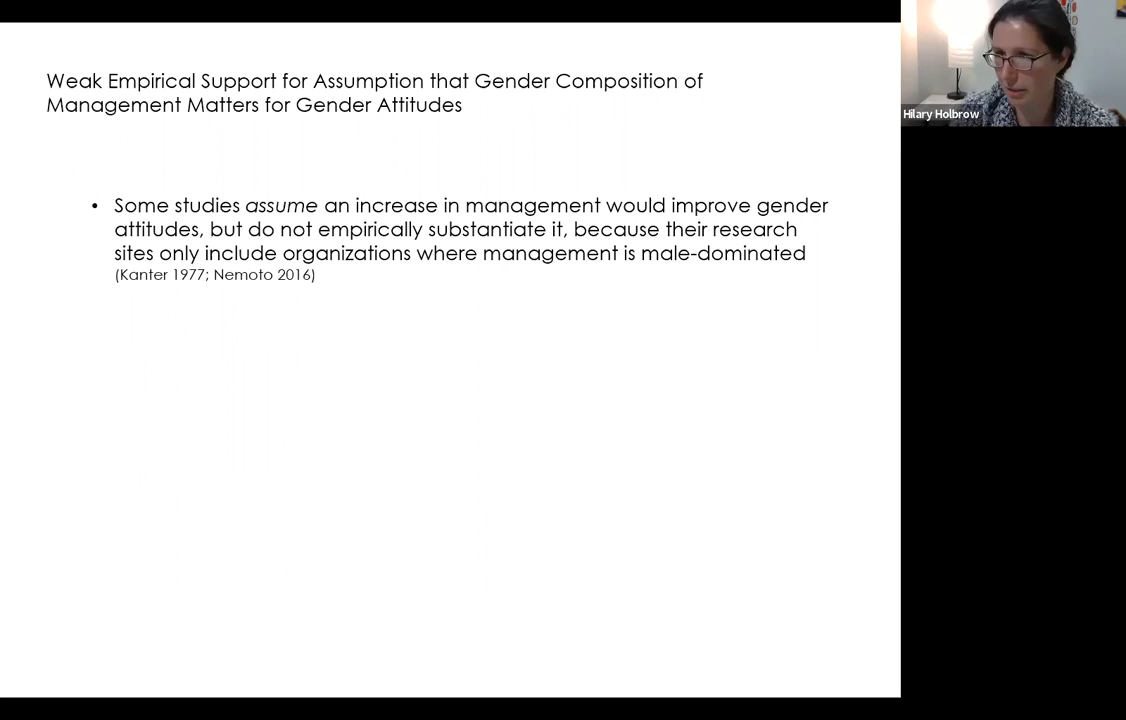 Weak Empirical Support for Assumption that Gender Composition of
Management Matters for Gender Attitudes
• Some studies assume an increase in management would improve gender
attitudes, but do not empirically substantiate it, because their research
sites only include organizations where management is male-dominated
(Kanter 1977; Nemoto 2016)
Hilary Holbrow